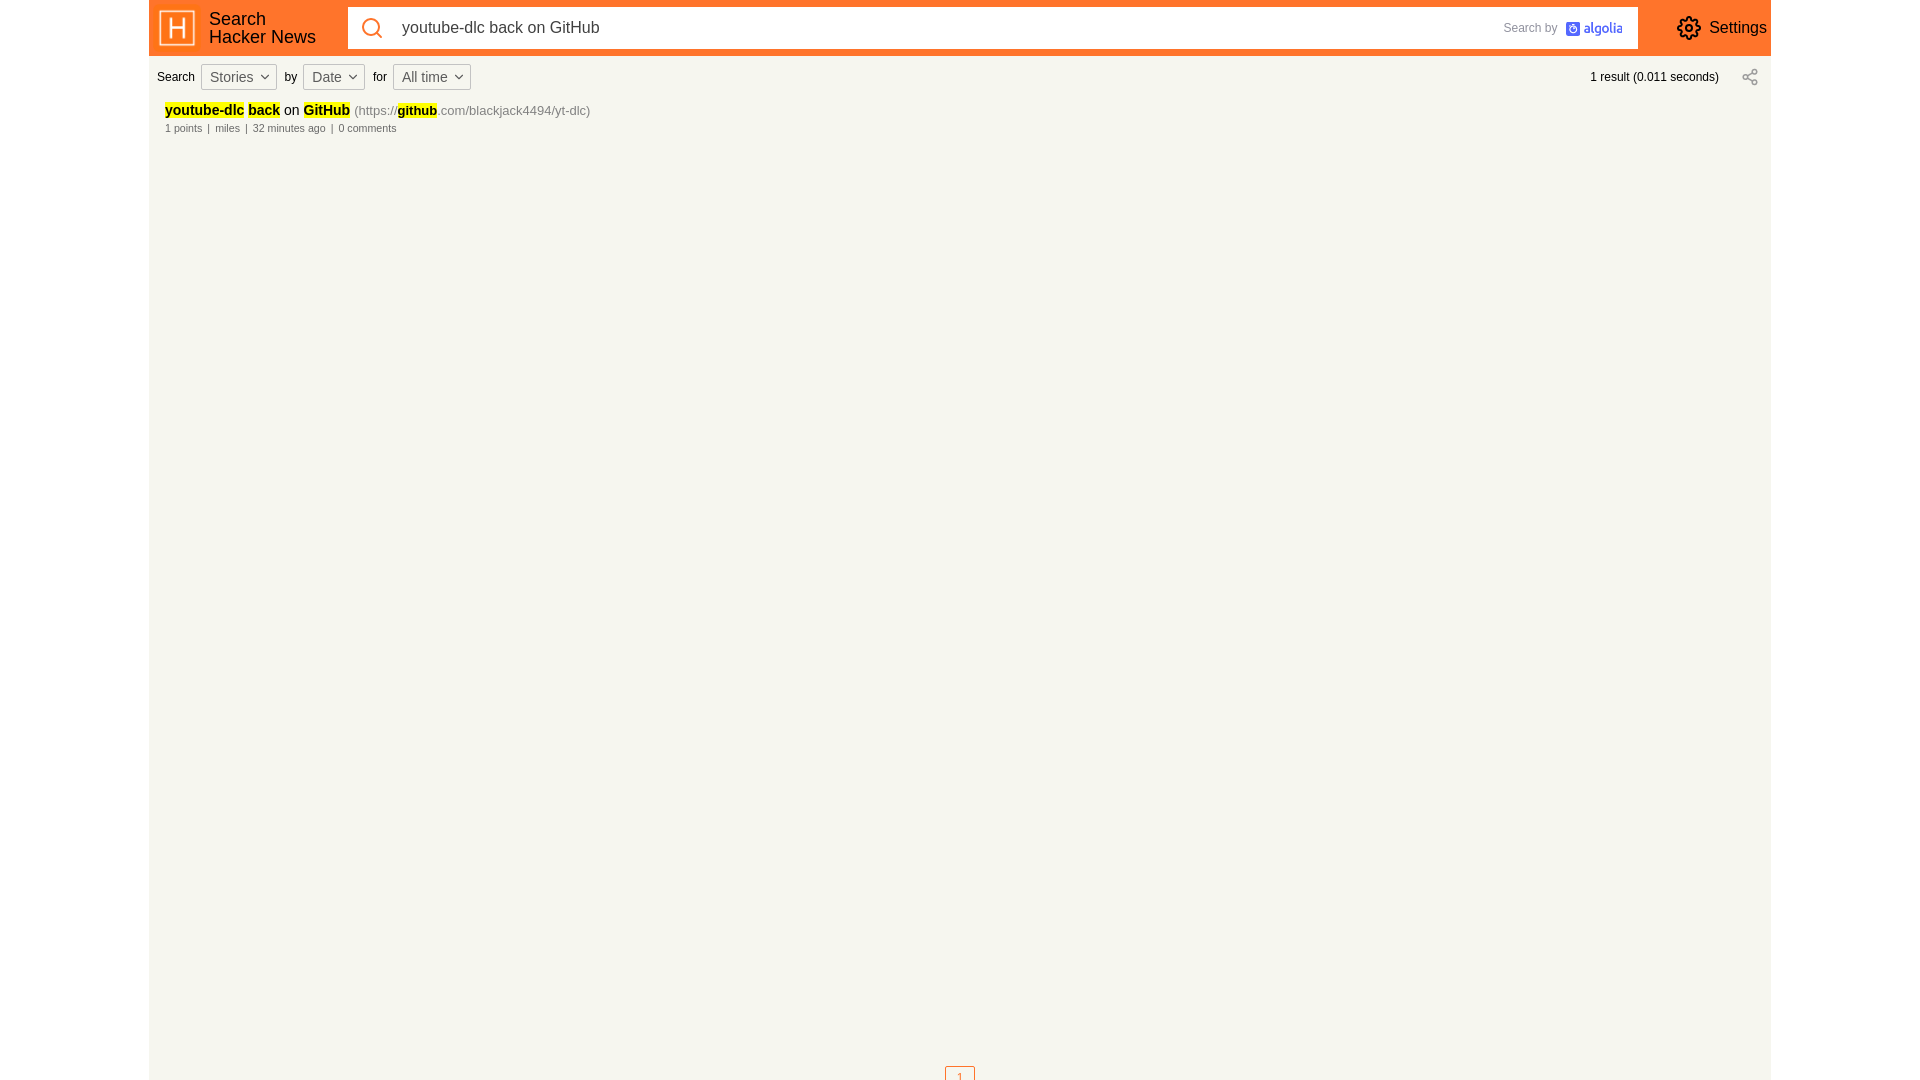 H
Search
Hacker News
youtube-dlc back on GitHub
Search by algolia
Settings
Search Stories by Date for All time
1 result (0.011 seconds)
youtube-dlc back on GitHub (https://github.com/blackjack4494/yt-dlc)
1 points | miles | 32 minutes ago | 0 comments
1